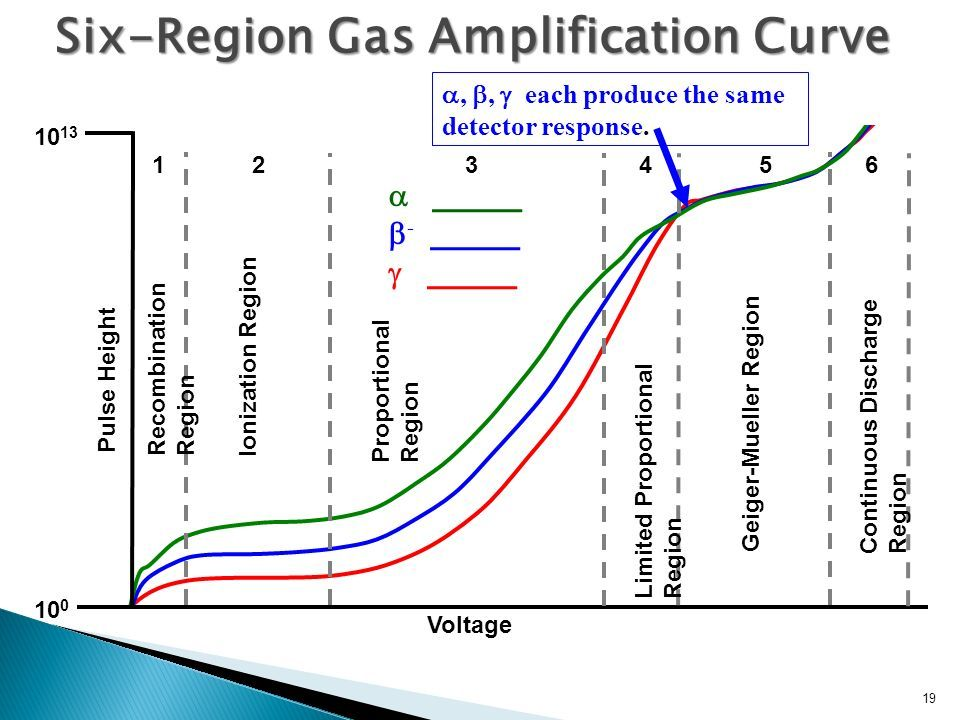 Six-Region Gas Amplification Curve
α, β, γ each produce the same
detector response.
10¹³
1 2 3 4 5 6
α
β⁻
γ
Pulse Height
Recombination
Region
Ionization Region
Proportional
Region
Limited Proportional
Region
Geiger-Mueller Region
Continuous Discharge
Region
10⁰
Voltage
19